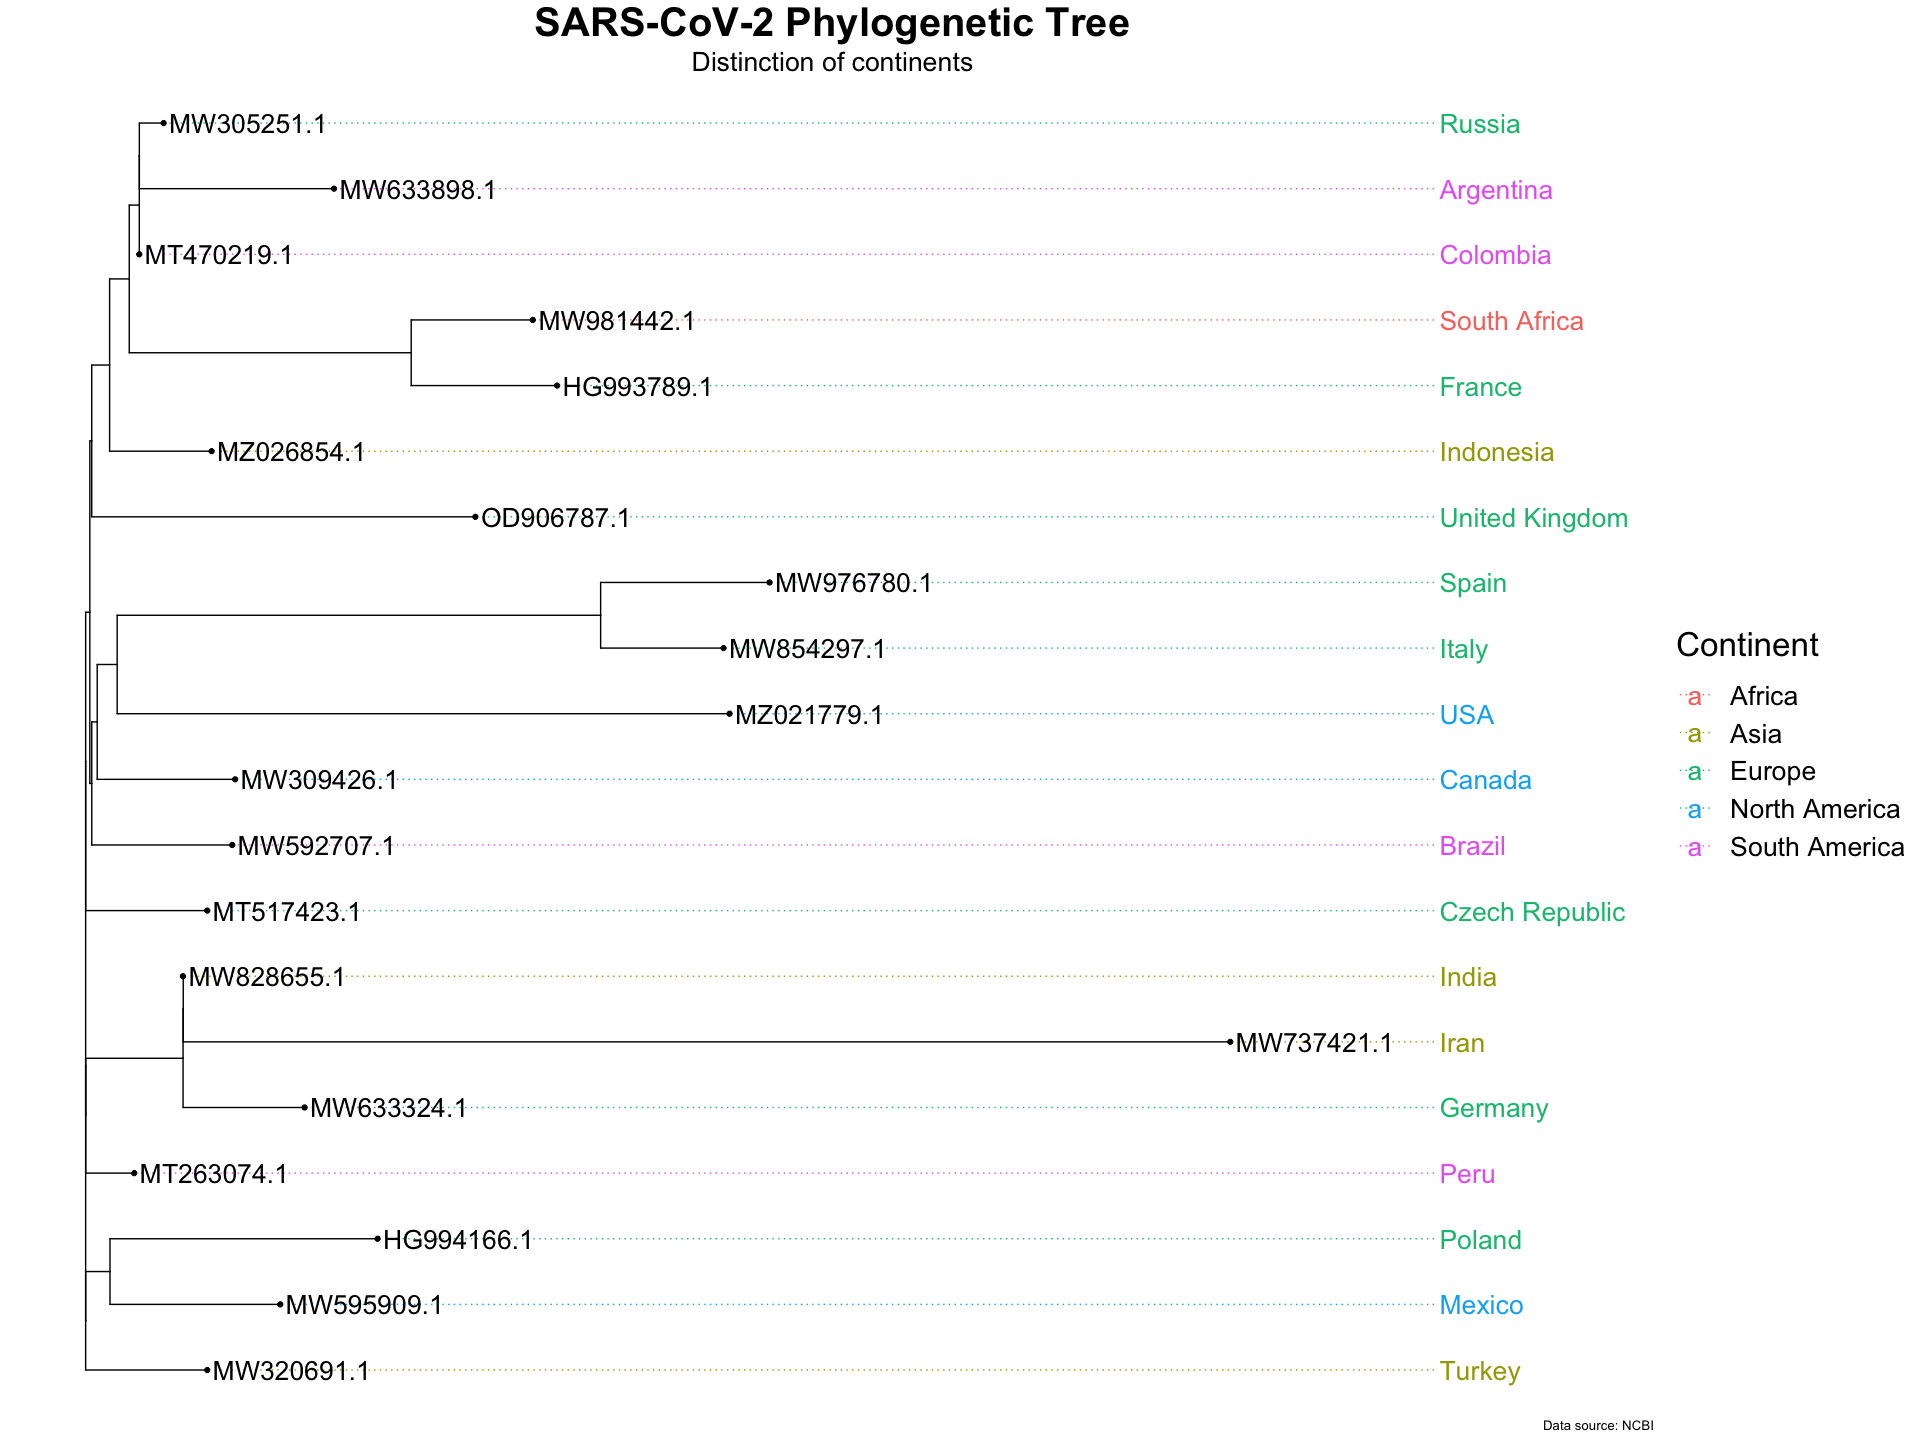 SARS-CoV-2 Phylogenetic Tree
Distinction of continents
MW305251.1 Russia
MW633898.1 Argentina
MT470219.1 Colombia
MW981442.1 South Africa
HG993789.1 France
MZ026854.1 Indonesia
OD906787.1 United Kingdom
MW976780.1 Spain
MW854297.1 Italy
MZ021779.1 USA
MW309426.1 Canada
MW592707.1 Brazil
MT517423.1 Czech Republic
MW828655.1 India
MW737421.1 Iran
MW633324.1 Germany
MT263074.1 Peru
HG994166.1 Poland
MW595909.1 Mexico
MW320691.1 Turkey
Continent
a Africa
a Asia
a Europe
a North America
a South America
Data source: NCBI